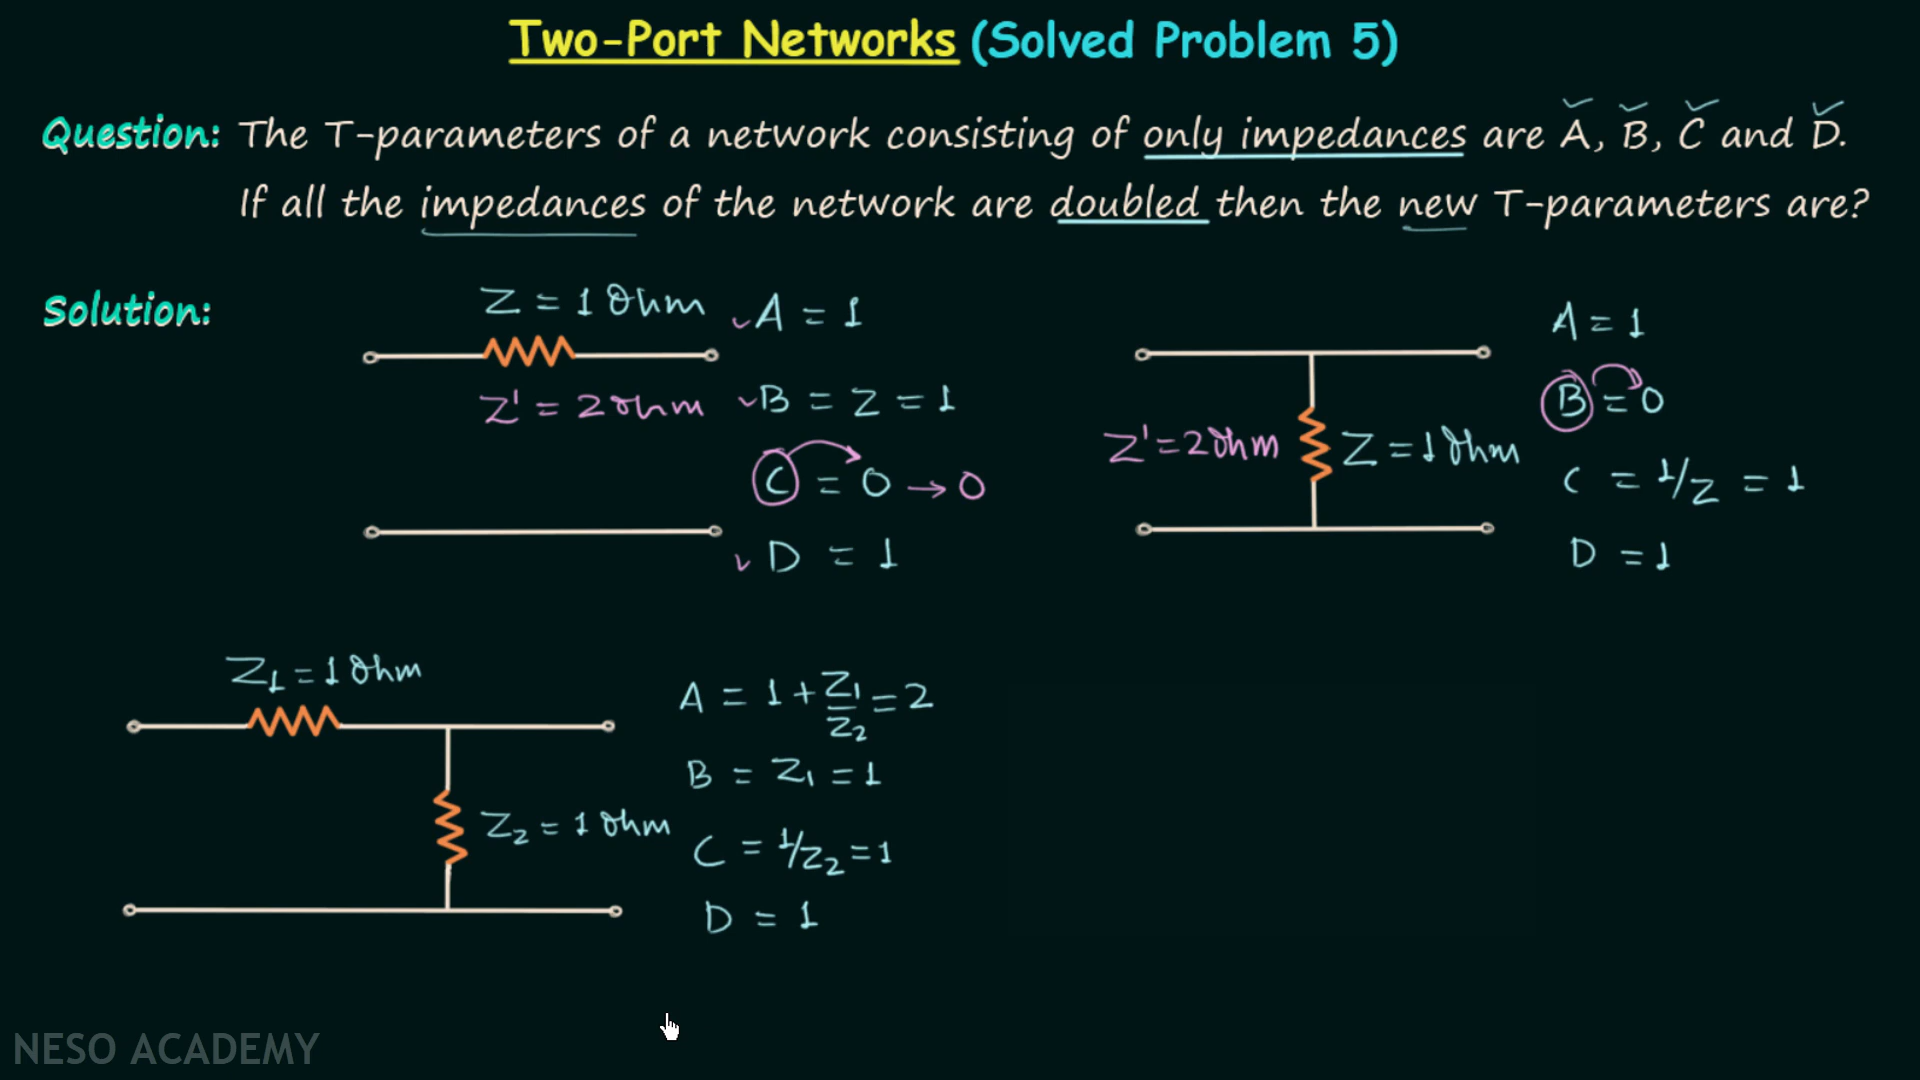 Two-Port Networks (Solved Problem 5)
Question: The T-parameters of a network consisting of only impedances are A, B, C and D.
If all the impedances of the network are doubled then the new T-parameters are?
Solution:
Z = 1 Ohm
Z' = 2 Ohm
A = 1
B = Z = 1
C = 0 → 0
D = 1
Z' = 2 Ohm
Z = 1 Ohm
A = 1
B = 0
C = 1/Z = 1
D = 1
Z1 = 1 Ohm
Z2 = 1 Ohm
A = 1 + Z1/Z2 = 2
B = Z1 = 1
C = 1/Z2 = 1
D = 1
NESO ACADEMY